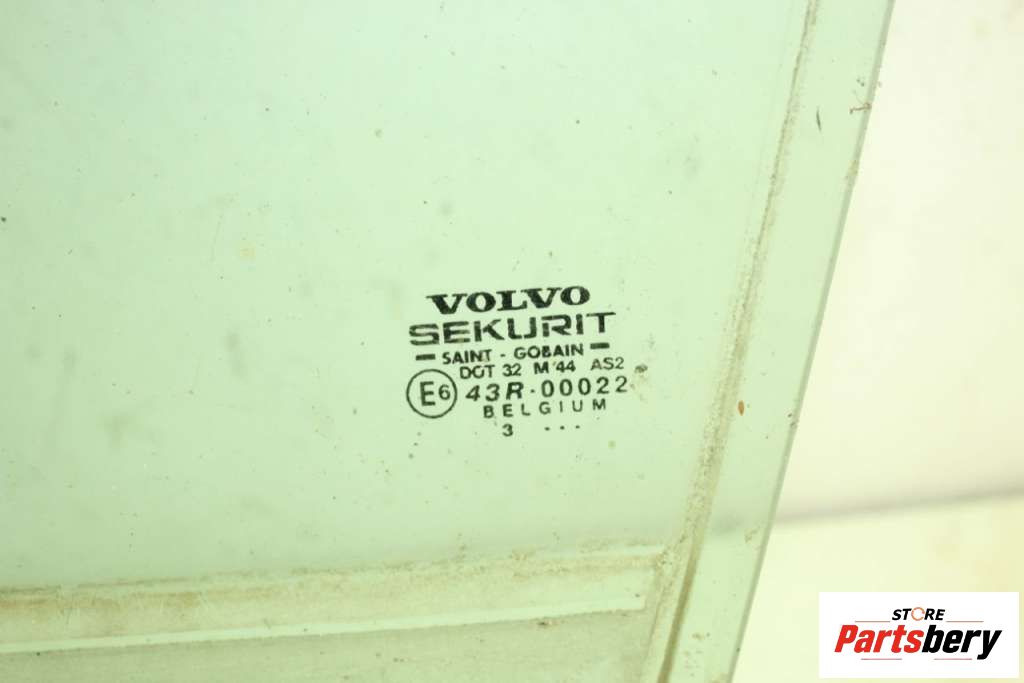 VOLVO
SEKURIT
SAINT - GOBAIN
DOT 32 M 44 AS2
E6 43R-00022
BELGIUM
3 ...
STORE
Partsbery